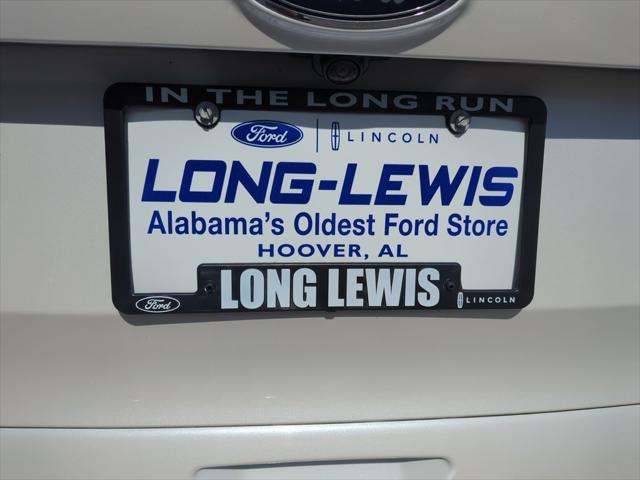 IN THE LONG RUN
Ford | LINCOLN
LONG-LEWIS
Alabama's Oldest Ford Store
HOOVER, AL
LONG LEWIS
Ford LINCOLN